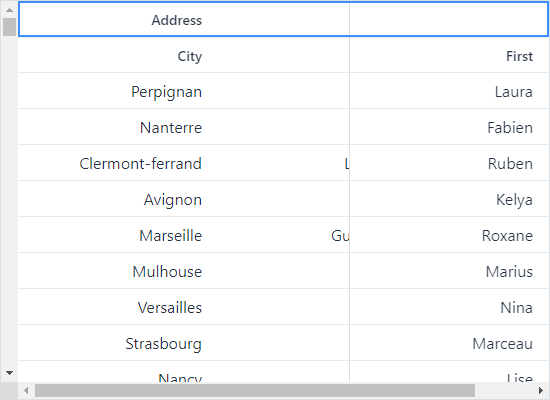 Address
City First
Perpignan Laura
Nanterre Fabien
Clermont-ferrand Ruben
Avignon Kelya
Marseille Gu Roxane
Mulhouse Marius
Versailles Nina
Strasbourg Marceau
Nancy Lise